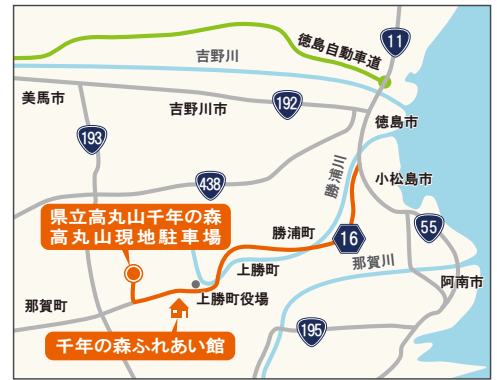 徳島自動車道
11
吉野川
美馬市
吉野川市
192
徳島市
193
勝浦川
小松島市
438
県立高丸山千年の森
高丸山現地駐車場
勝浦町
16
55
那賀川
上勝町
阿南市
那賀町
上勝町役場
195
千年の森ふれあい館